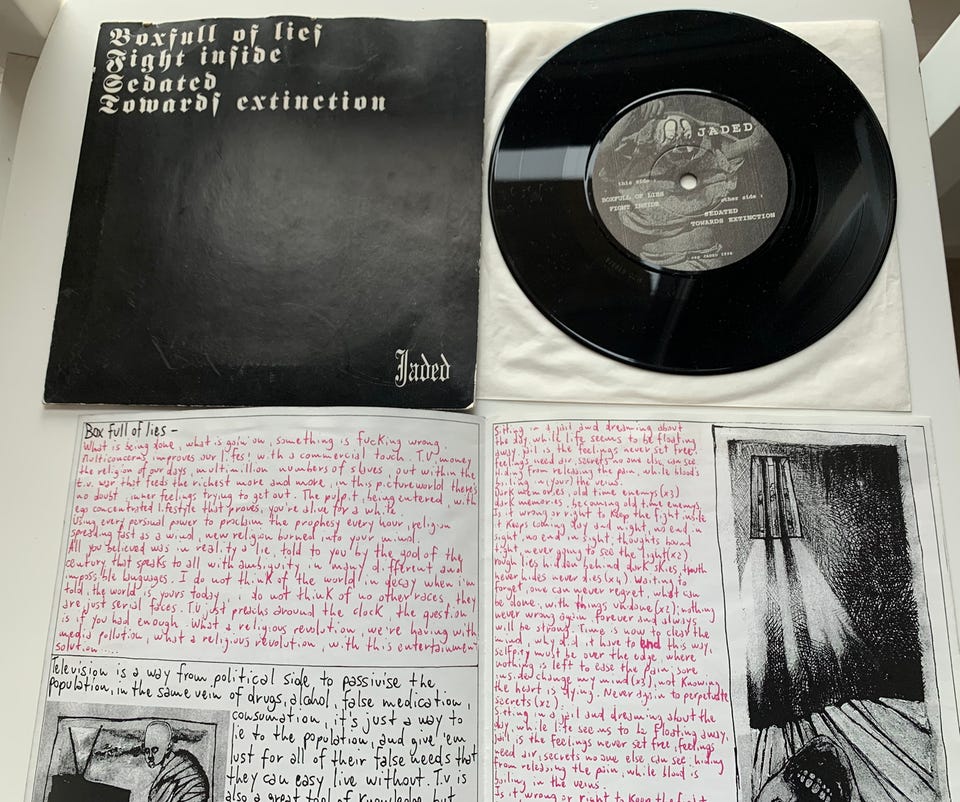 Boxfull of lies
Fight inside
Sedated
Towards extinction
Jaded
JADED
this side :
BOXFULL OF LIES
FIGHT INSIDE
other side :
SEDATED
TOWARDS EXTINCTION
Box full of lies -
What is being done, what is goin' on, something is fucking wrong.
Multiconcerns improves our lifes! with a commercial touch. T.V money
the religion of our days, multimillion numbers of slaves, put within the
t.v. war, that feeds the richest more and more, in this pictureworld there's
no doubt, inner feelings trying to get out. The pulpit, being entered, with
ego concentrated lifestyle that proves, you're alive for a while.
Using every personal power to proclaim the prophesy every hour, religion
spreading fast as a wind, new religion burned into your mind.
All you believed was in reality a lie, told to you by the god of the
century, that speaks to all with ambiguity in many different and
impossible languages. I do not think of the world in decay when i'm
told, the world is yours today, i do not think of no other races, they
are just serial faces. T.v just preachs around the clock, the question
is if you had enough. What a religious revolution, we're having with
media pollution, what a religious revolution, with this entertainment
solution....
Television is a way from political side, to passivise the
population, in the same vein of drugs, alcohol, false medication,
consumation, it's just a way to
lie to the population, and give 'em
lust for all of their false needs that
they can easy live without. T.v is
also a great tool of knowledge but
sitting in a jail and dreaming about
the day, while life seems to be floating
away. jail is the feelings never set free,
feelings need air, secrets no one else can see,
hiding from releasing the pain, while blood's
boiling in (your) the veins.
Dark memories, old time enemys (x3)
dark memories, becoming old time enemys,
is it wrong or right to keep the fight inside
it keeps coming day and night, no end in
sight, no end in sight, thoughts bound
tight, never going to see the light (x2)
rough lies hidden behind dark skies, truth
never hides never dies (x4) waiting to
forget, one can never regret, what can
be done, with things undone (x2), nothing
never wrong again, forever and always
will be strong. Time is now to clear the
mind, why did it have to end this way,
selfpity must be over the edge, where
nothing is left to ease the pain, sore
inside, change my mind (x3), not knowing
the heart is dying. Never again to perpetuate
secrets (x2)
Sitting in a jail and dreaming about the
day, while life seems to be floating away,
jail is the feelings never set free, feelings
need air, secrets no one else can see, hiding
from releasing the pain, while blood is
boiling in the veins.
Is it wrong or right to keep the fight